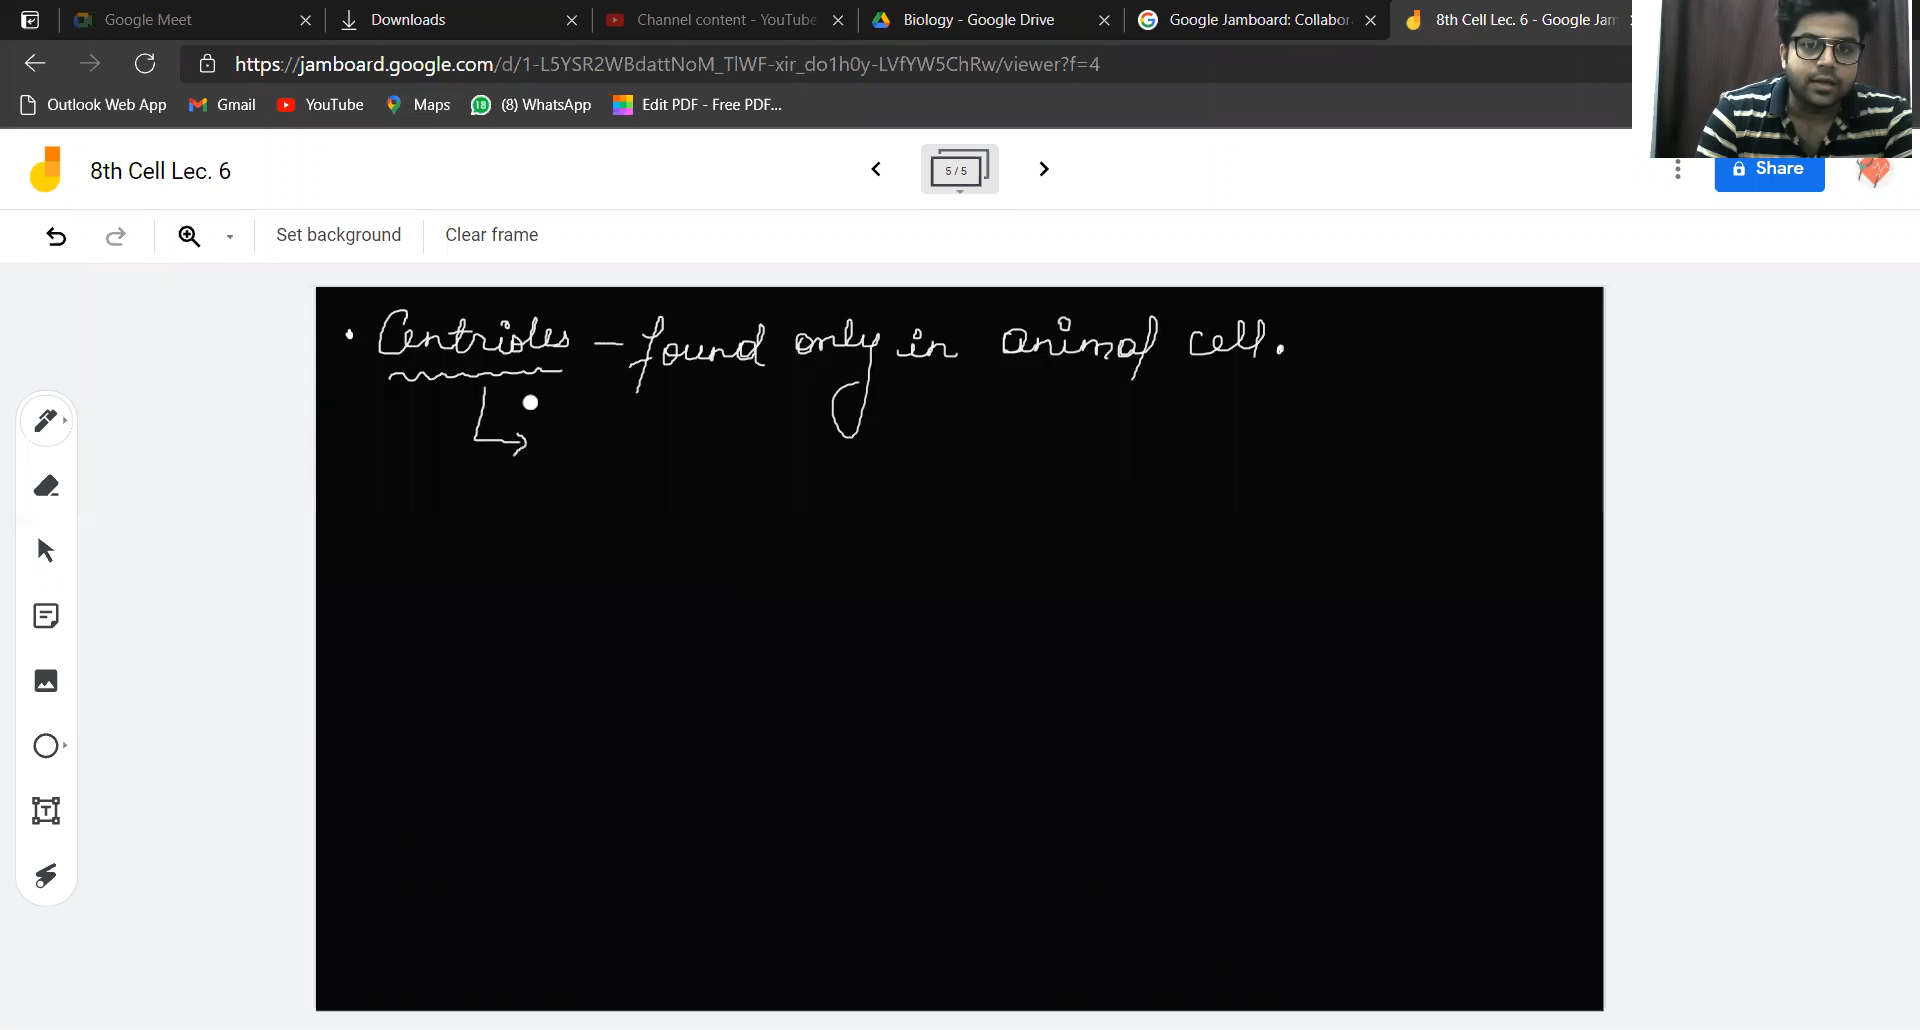 Google Meet
Downloads
Channel content - YouTube
Biology - Google Drive
Google Jamboard: Collabor
8th Cell Lec. 6 - Google Jam
https://jamboard.google.com/d/1-L5YSR2WBdattNoM_TlWF-xir_do1h0y-LVfYW5ChRw/viewer?f=4
Outlook Web App
Gmail
YouTube
Maps
18
(8) WhatsApp
Edit PDF - Free PDF...
8th Cell Lec. 6
5 / 5
Share
Set background
Clear frame
• Centrioles – found only in animal cell.